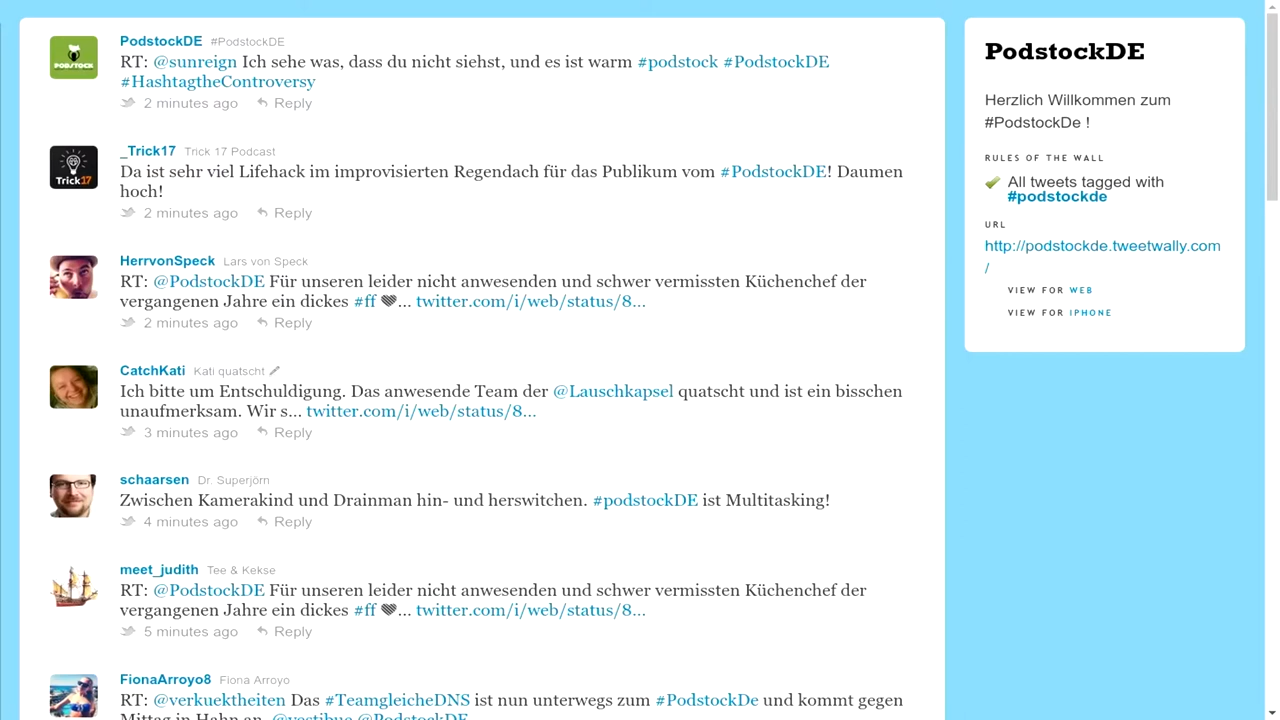 PodstockDE #PodstockDE
RT: @sunreign Ich sehe was, dass du nicht siehst, und es ist warm #podstock #PodstockDE
#HashtagtheControversy
2 minutes ago Reply
PODSTOCK
_Trick17 Trick 17 Podcast
Da ist sehr viel Lifehack im improvisierten Regendach für das Publikum vom #PodstockDE! Daumen
hoch!
2 minutes ago Reply
Trick17
HerrvonSpeck Lars von Speck
RT: @PodstockDE Für unseren leider nicht anwesenden und schwer vermissten Küchenchef der
vergangenen Jahre ein dickes #ff 🖤... twitter.com/i/web/status/8...
2 minutes ago Reply
CatchKati Kati quatscht
Ich bitte um Entschuldigung. Das anwesende Team der @Lauschkapsel quatscht und ist ein bisschen
unaufmerksam. Wir s... twitter.com/i/web/status/8...
3 minutes ago Reply
schaarsen Dr. Superjörn
Zwischen Kamerakind und Drainman hin- und herswitchen. #podstockDE ist Multitasking!
4 minutes ago Reply
meet_judith Tee & Kekse
RT: @PodstockDE Für unseren leider nicht anwesenden und schwer vermissten Küchenchef der
vergangenen Jahre ein dickes #ff 🖤... twitter.com/i/web/status/8...
5 minutes ago Reply
FionaArroyo8 Fiona Arroyo
RT: @verkuektheiten Das #TeamgleicheDNS ist nun unterwegs zum #PodstockDe und kommt gegen
Mittag in Hahn an. @vestibue @PodstockDE
PodstockDE
Herzlich Willkommen zum
#PodstockDe !
RULES OF THE WALL
All tweets tagged with
#podstockde
URL
http://podstockde.tweetwally.com
/
VIEW FOR WEB
VIEW FOR IPHONE